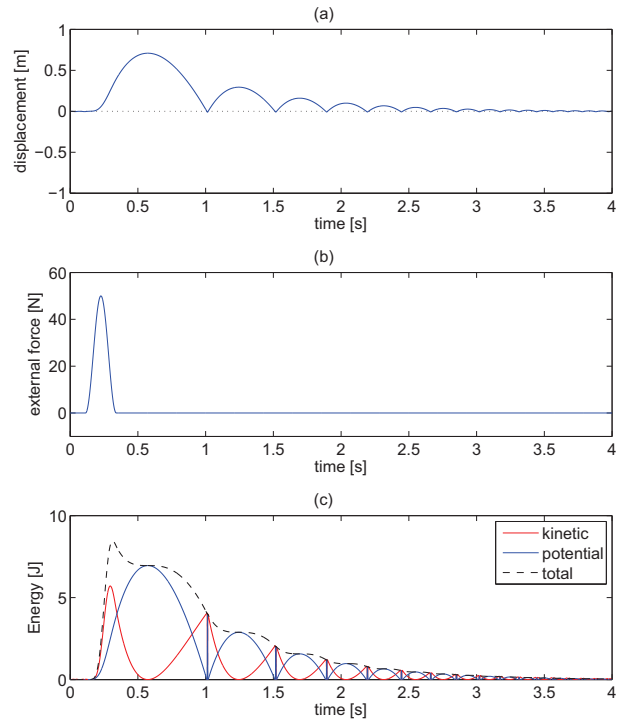 (a)
displacement [m]
1
0.5
0
−0.5
−1
0 0.5 1 1.5 2 2.5 3 3.5 4
time [s]
(b)
external force [N]
60
40
20
0
0 0.5 1 1.5 2 2.5 3 3.5 4
time [s]
(c)
Energy [J]
10
5
0
kinetic
potential
total
0 0.5 1 1.5 2 2.5 3 3.5 4
time [s]